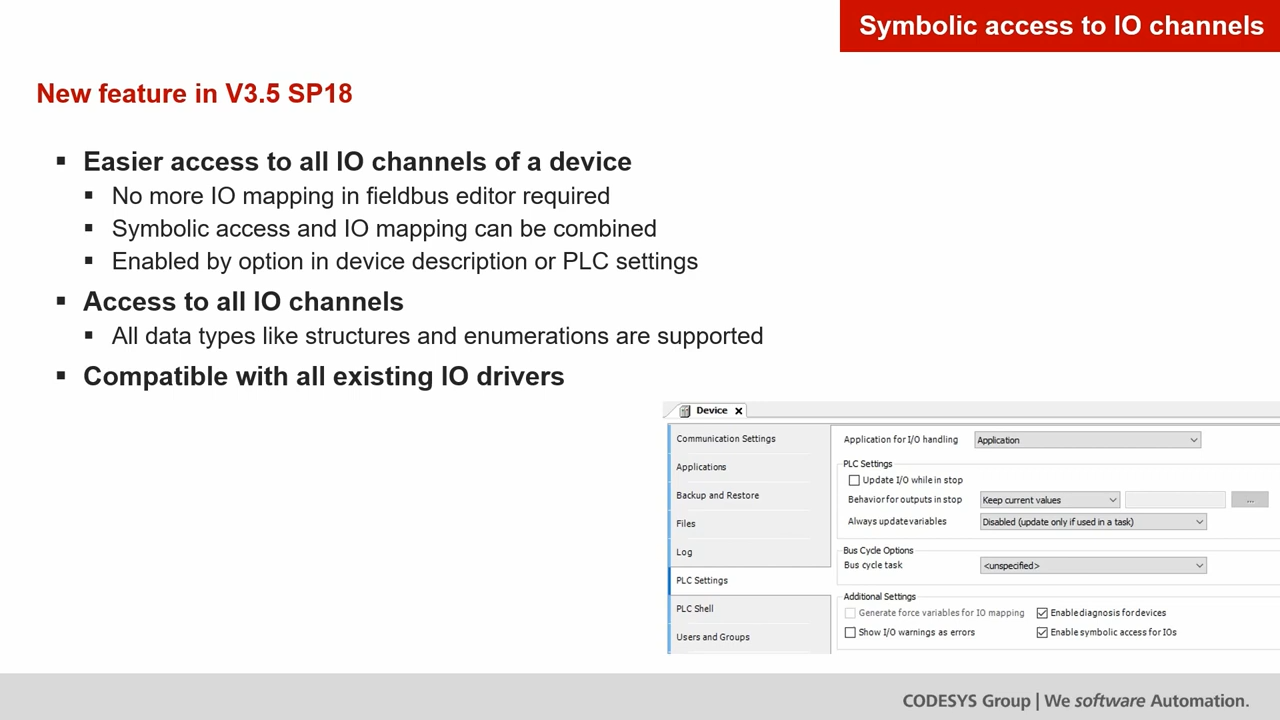 Symbolic access to IO channels
New feature in V3.5 SP18
▪ Easier access to all IO channels of a device
▪ No more IO mapping in fieldbus editor required
▪ Symbolic access and IO mapping can be combined
▪ Enabled by option in device description or PLC settings
▪ Access to all IO channels
▪ All data types like structures and enumerations are supported
▪ Compatible with all existing IO drivers
Device
Communication Settings
Applications
Backup and Restore
Files
Log
PLC Settings
PLC Shell
Users and Groups
Application for I/O handling Application
PLC Settings
Update I/O while in stop
Behavior for outputs in stop Keep current values ...
Always update variables Disabled (update only if used in a task)
Bus Cycle Options
Bus cycle task <unspecified>
Additional Settings
Generate force variables for IO mapping Enable diagnosis for devices
Show I/O warnings as errors Enable symbolic access for IOs
CODESYS Group | We software Automation.